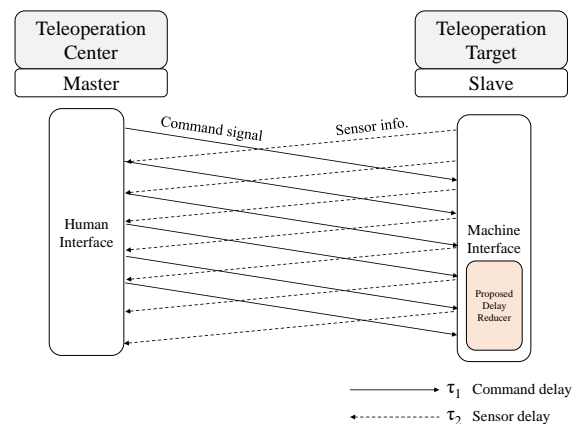 Teleoperation
Center
Master
Teleoperation
Target
Slave
Command signal
Sensor info.
Human
Interface
Machine
Interface
Proposed
Delay
Reducer
τ1 Command delay
τ2 Sensor delay